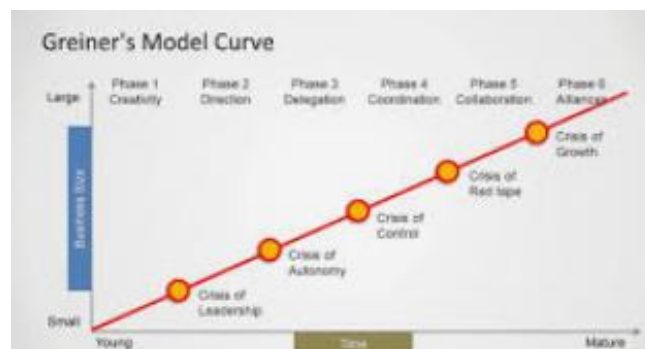 Greiner's Model Curve
Phase 1 Phase 2 Phase 3 Phase 4 Phase 5 Phase 6
Large Creativity Direction Delegation Coordination Collaboration Alliances
Crisis of
Growth
Crisis of
Red tape
Crisis of
Control
Crisis of
Autonomy
Crisis of
Leadership
Business Size
Small
Young Time Mature